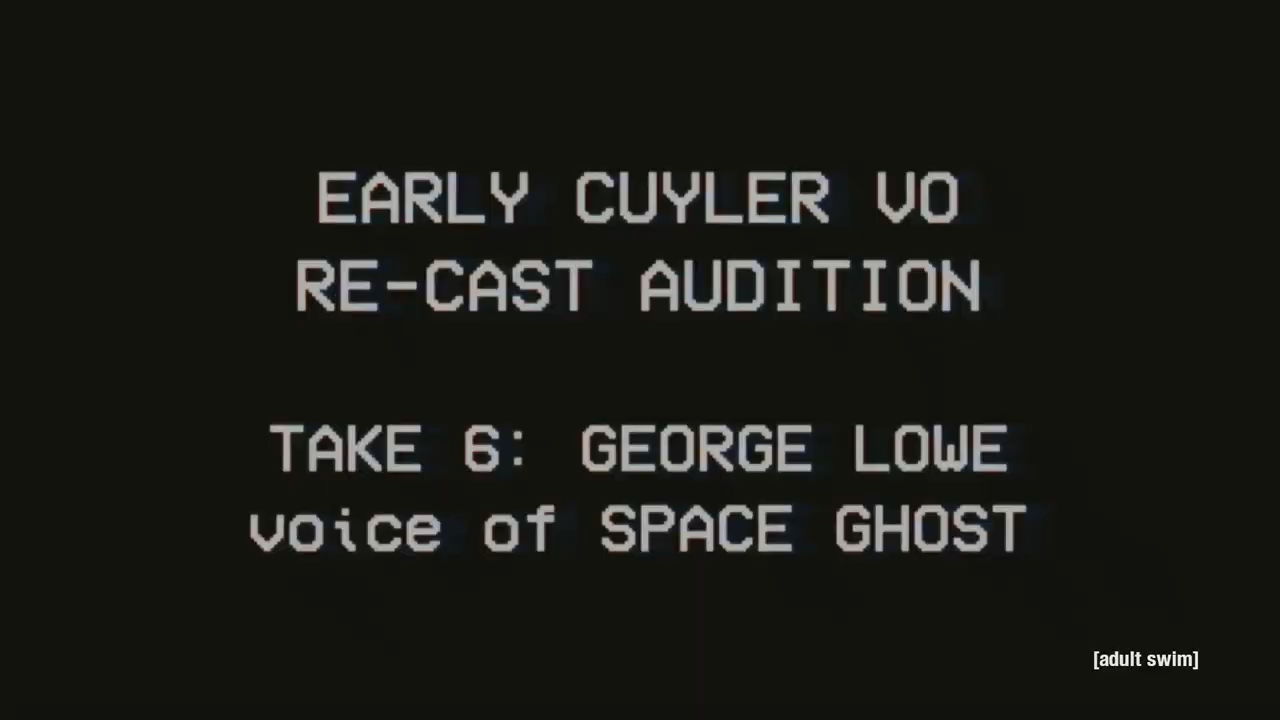 EARLY CUYLER VO
RE-CAST AUDITION
TAKE 6: GEORGE LOWE
voice of SPACE GHOST
[adult swim]